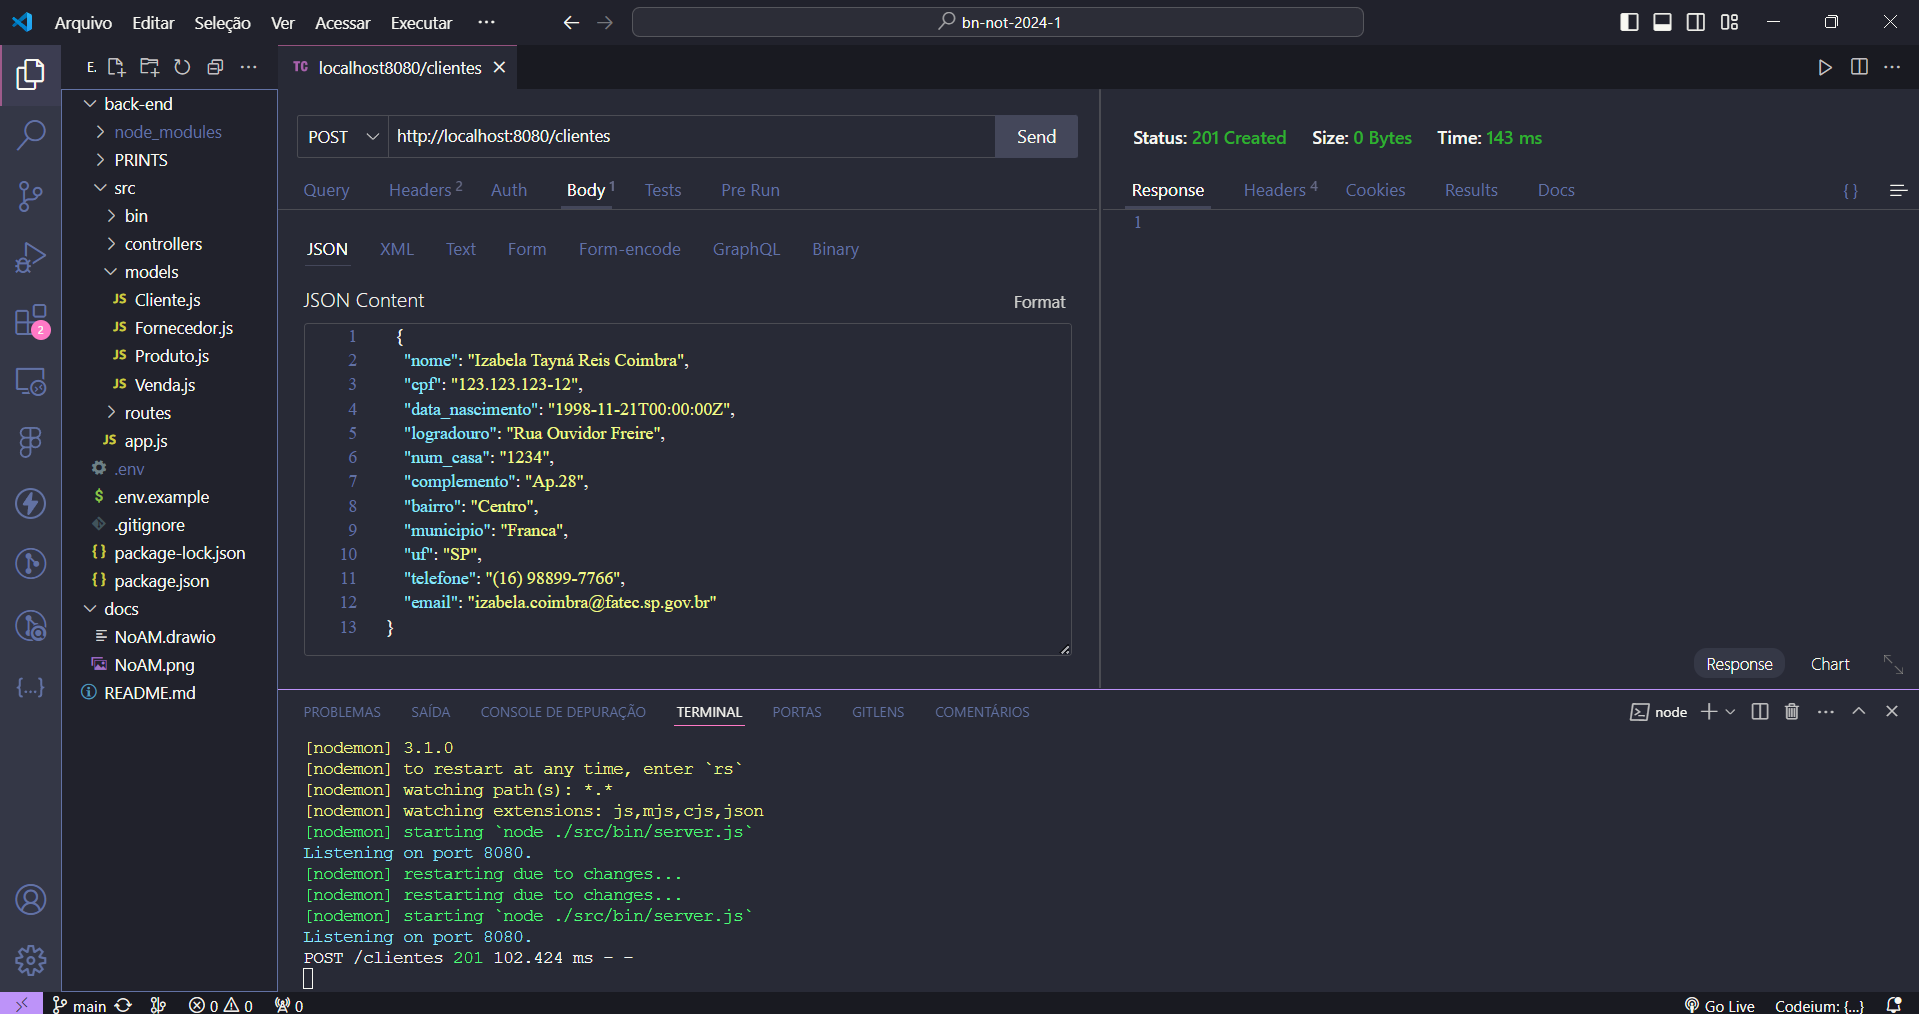 Arquivo Editar Seleção Ver Acessar Executar ··· bn-not-2024-1
E. ··· TC localhost8080/clientes
back-end
node_modules
PRINTS
src
bin
controllers
models
JS Cliente.js
JS Fornecedor.js
JS Produto.js
JS Venda.js
routes
JS app.js
.env
$ .env.example
.gitignore
{} package-lock.json
{} package.json
docs
NoAM.drawio
NoAM.png
README.md
2
{...}
POST http://localhost:8080/clientes Send
Query Headers 2 Auth Body 1 Tests Pre Run
JSON XML Text Form Form-encode GraphQL Binary
JSON Content Format
1 {
2 "nome": "Izabela Tayná Reis Coimbra",
3 "cpf": "123.123.123-12",
4 "data_nascimento": "1998-11-21T00:00:00Z",
5 "logradouro": "Rua Ouvidor Freire",
6 "num_casa": "1234",
7 "complemento": "Ap.28",
8 "bairro": "Centro",
9 "municipio": "Franca",
10 "uf": "SP",
11 "telefone": "(16) 98899-7766",
12 "email": "izabela.coimbra@fatec.sp.gov.br"
13 }
Status: 201 Created Size: 0 Bytes Time: 143 ms
Response Headers 4 Cookies Results Docs {}
1
Response Chart
PROBLEMAS SAÍDA CONSOLE DE DEPURAÇÃO TERMINAL PORTAS GITLENS COMENTÁRIOS node
[nodemon] 3.1.0
[nodemon] to restart at any time, enter `rs`
[nodemon] watching path(s): *.*
[nodemon] watching extensions: js,mjs,cjs,json
[nodemon] starting `node ./src/bin/server.js`
Listening on port 8080.
[nodemon] restarting due to changes...
[nodemon] restarting due to changes...
[nodemon] starting `node ./src/bin/server.js`
Listening on port 8080.
POST /clientes 201 102.424 ms - -
main 0 0 0 Go Live Codeium: {...}